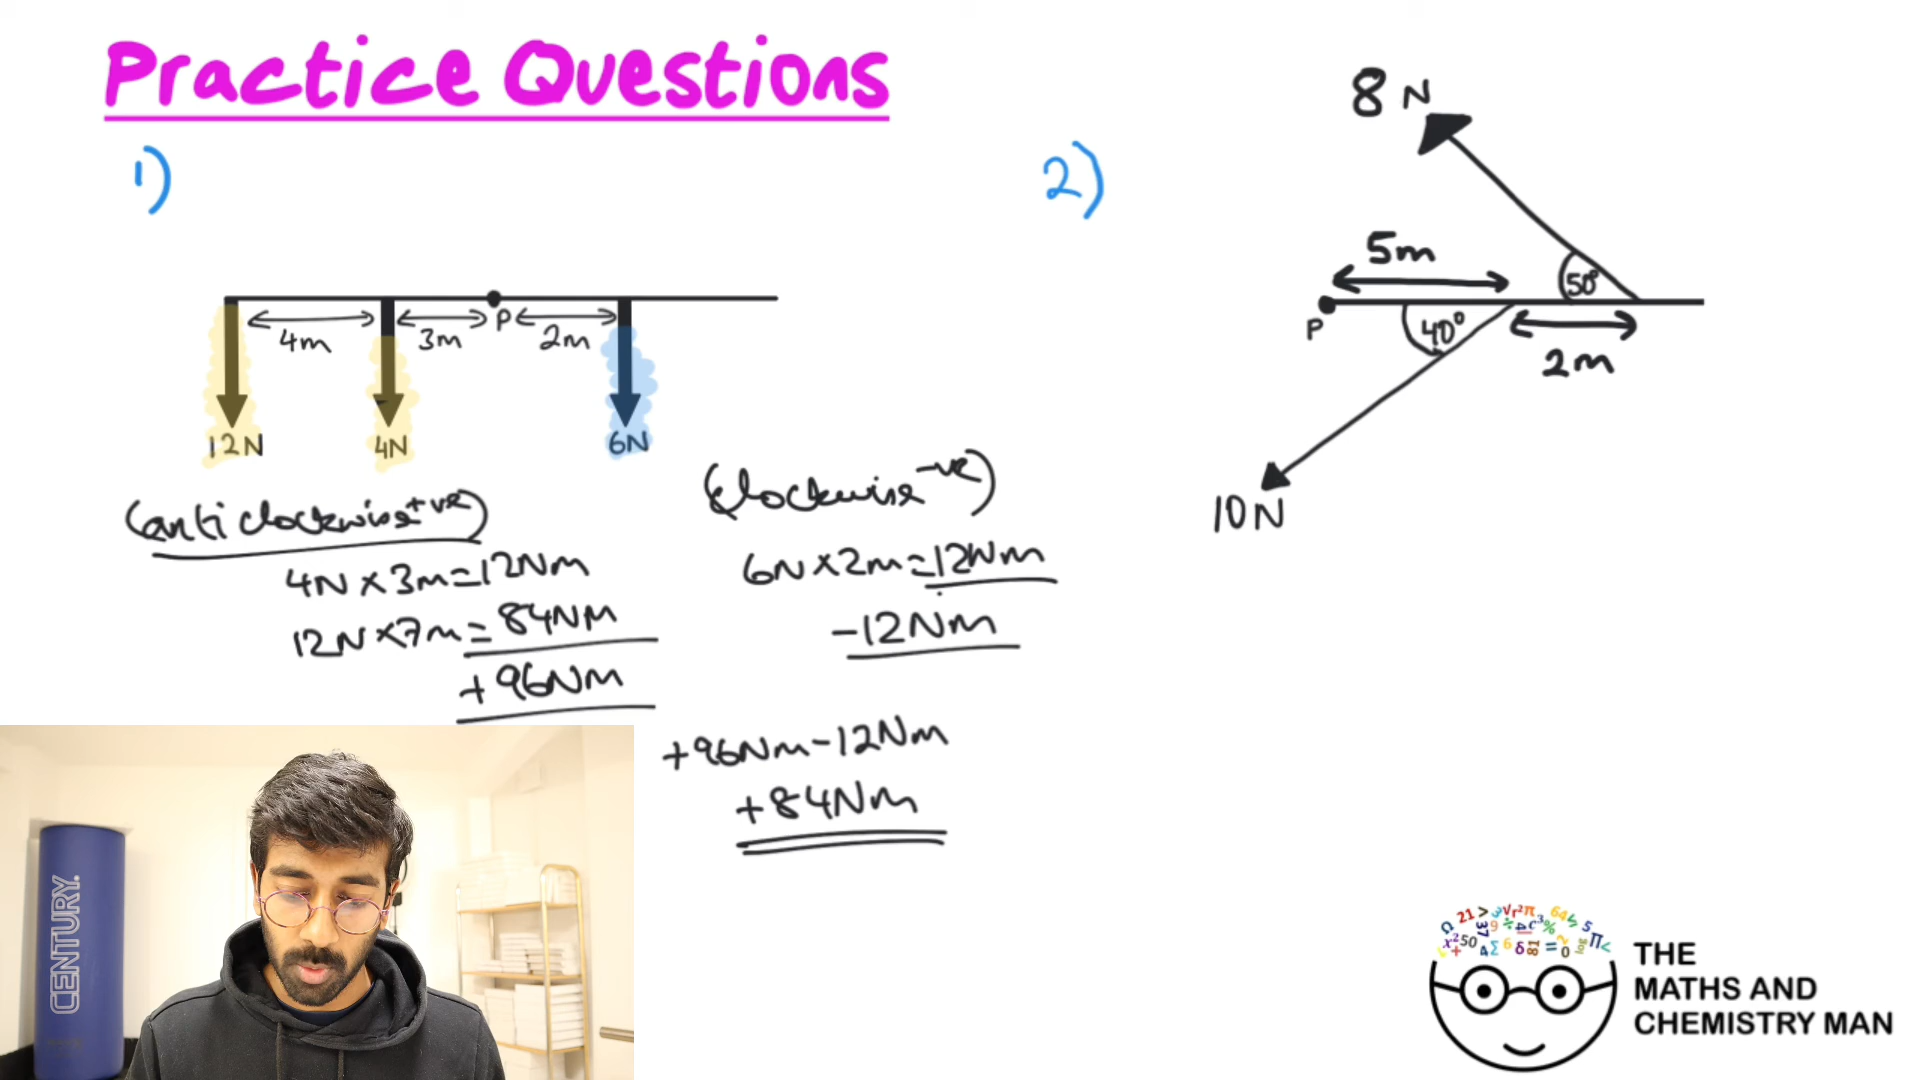 Practice Questions
1)
4m 3m P 2m
12N 4N 6N
(anticlockwise +ve)
4N × 3m = 12Nm
12N × 7m = 84NM
+96NM
(clockwise -ve)
6N × 2m = 12Nm
-12Nm
+96Nm - 12Nm
+84Nm
2)
8N
5m
50°
P
40°
2m
10N
CENTURY.
THE
MATHS AND
CHEMISTRY MAN